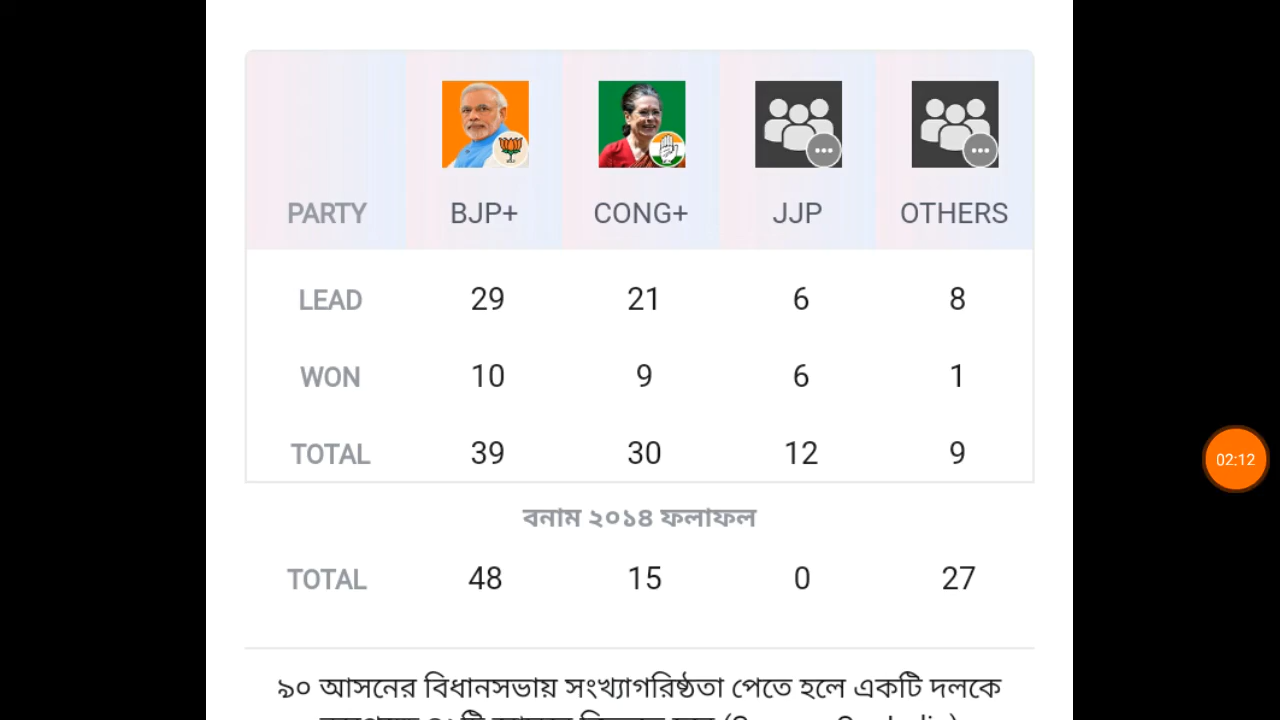 PARTY BJP+ CONG+ JJP OTHERS
LEAD 29 21 6 8
WON 10 9 6 1
TOTAL 39 30 12 9
02:12
বনাম ২০১৪ ফলাফল
TOTAL 48 15 0 27
৯০ আসনের বিধানসভায় সংখ্যাগরিষ্ঠতা পেতে হলে একটি দলকে